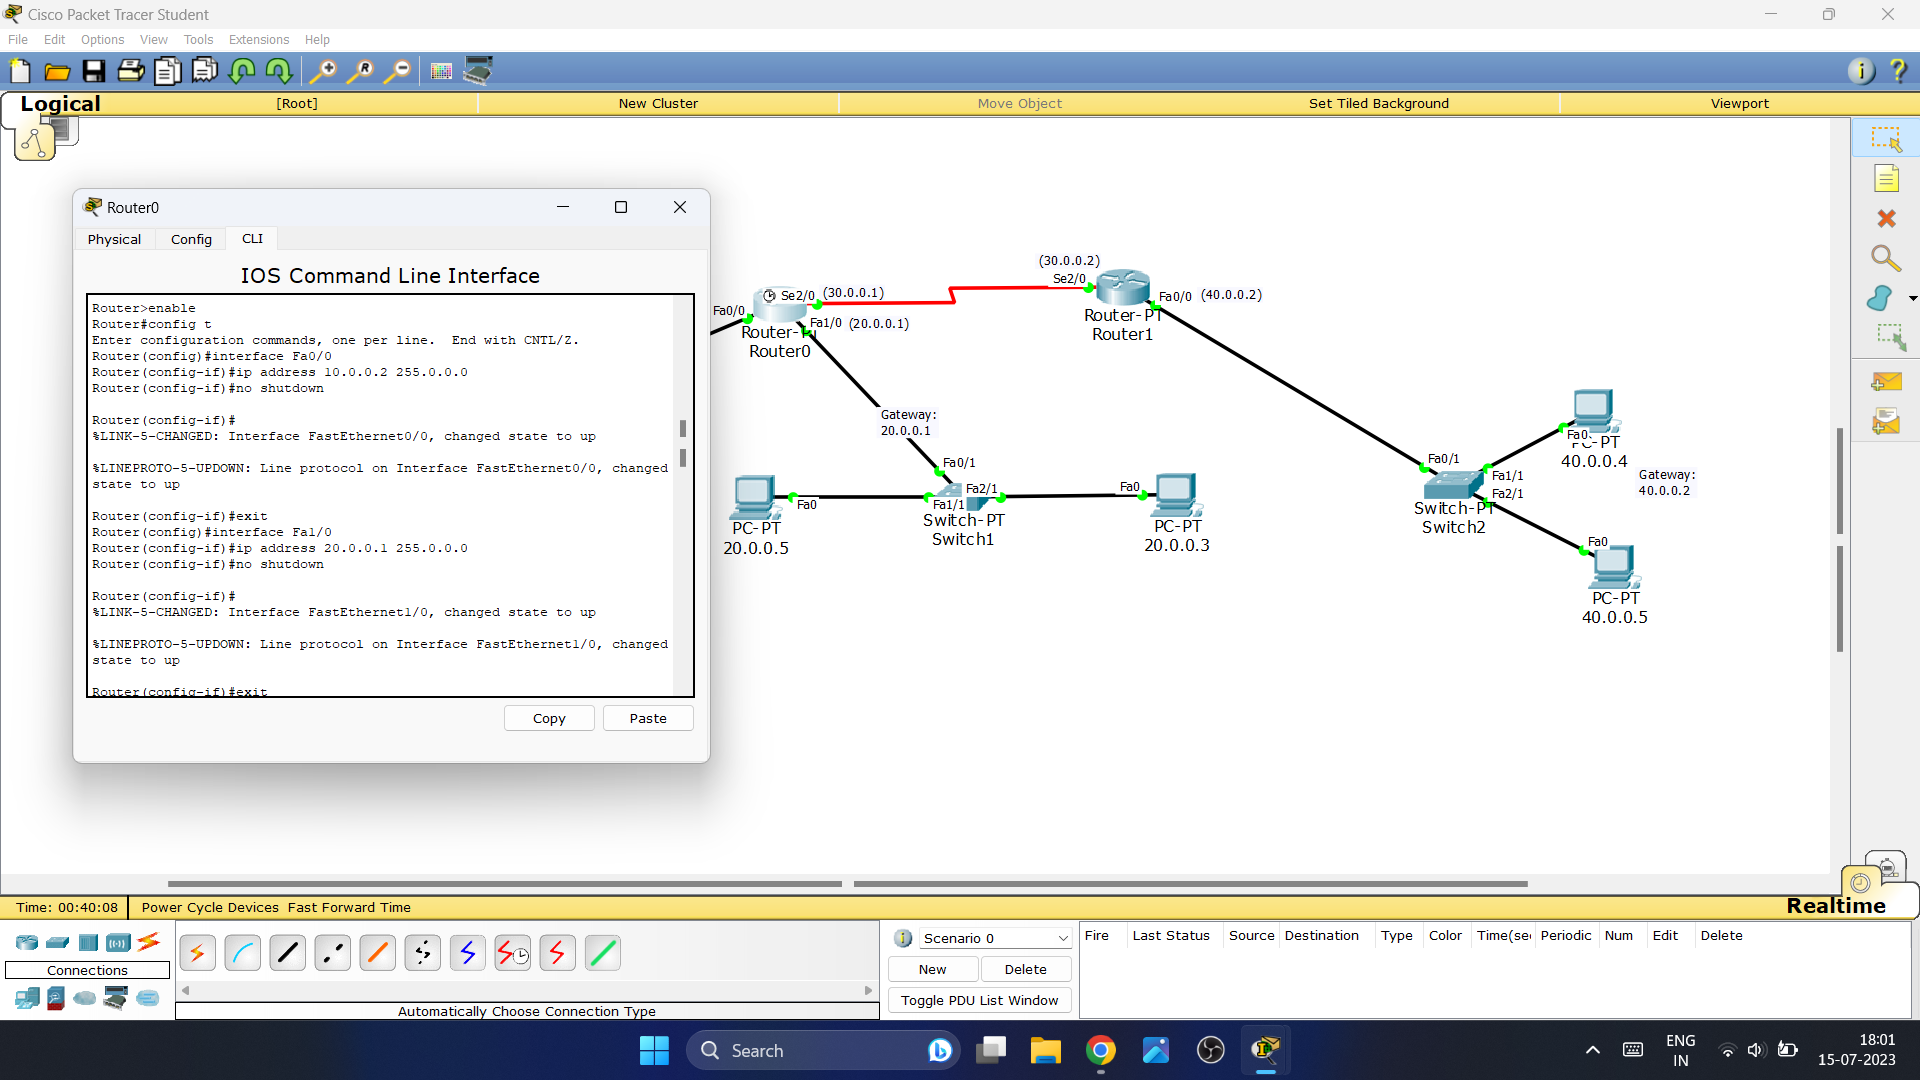 Cisco Packet Tracer Student
File Edit Options View Tools Extensions Help
Logical [Root] New Cluster Move Object Set Tiled Background Viewport
Router0
Physical Config CLI
IOS Command Line Interface
Router>enable
Router#config t
Enter configuration commands, one per line.  End with CNTL/Z.
Router(config)#interface Fa0/0
Router(config-if)#ip address 10.0.0.2 255.0.0.0
Router(config-if)#no shutdown
Router(config-if)#
%LINK-5-CHANGED: Interface FastEthernet0/0, changed state to up
%LINEPROTO-5-UPDOWN: Line protocol on Interface FastEthernet0/0, changed
state to up
Router(config-if)#exit
Router(config)#interface Fa1/0
Router(config-if)#ip address 20.0.0.1 255.0.0.0
Router(config-if)#no shutdown
Router(config-if)#
%LINK-5-CHANGED: Interface FastEthernet1/0, changed state to up
%LINEPROTO-5-UPDOWN: Line protocol on Interface FastEthernet1/0, changed
state to up
Router(config-if)#exit
Copy Paste
(30.0.0.2)
Se2/0
Fa0/0 (40.0.0.2)
Router-PT
Router1
Se2/0 (30.0.0.1)
Fa0/0
Fa1/0 (20.0.0.1)
Router-
Router0
Gateway:
20.0.0.1
Fa0/1
Fa2/1
Fa1/1
Switch-PT
Switch1
Fa0
PC-PT
20.0.0.5
Fa0
PC-PT
20.0.0.3
Fa0/1
Fa1/1
Fa2/1
Switch-PT
Switch2
Fa0
PC-PT
40.0.0.4
Gateway:
40.0.0.2
Fa0
PC-PT
40.0.0.5
Time: 00:40:08 Power Cycle Devices Fast Forward Time
Realtime
Connections
Automatically Choose Connection Type
Scenario 0
New Delete
Toggle PDU List Window
Fire Last Status Source Destination Type Color Time(sec Periodic Num Edit Delete
Search
ENG
IN
18:01
15-07-2023